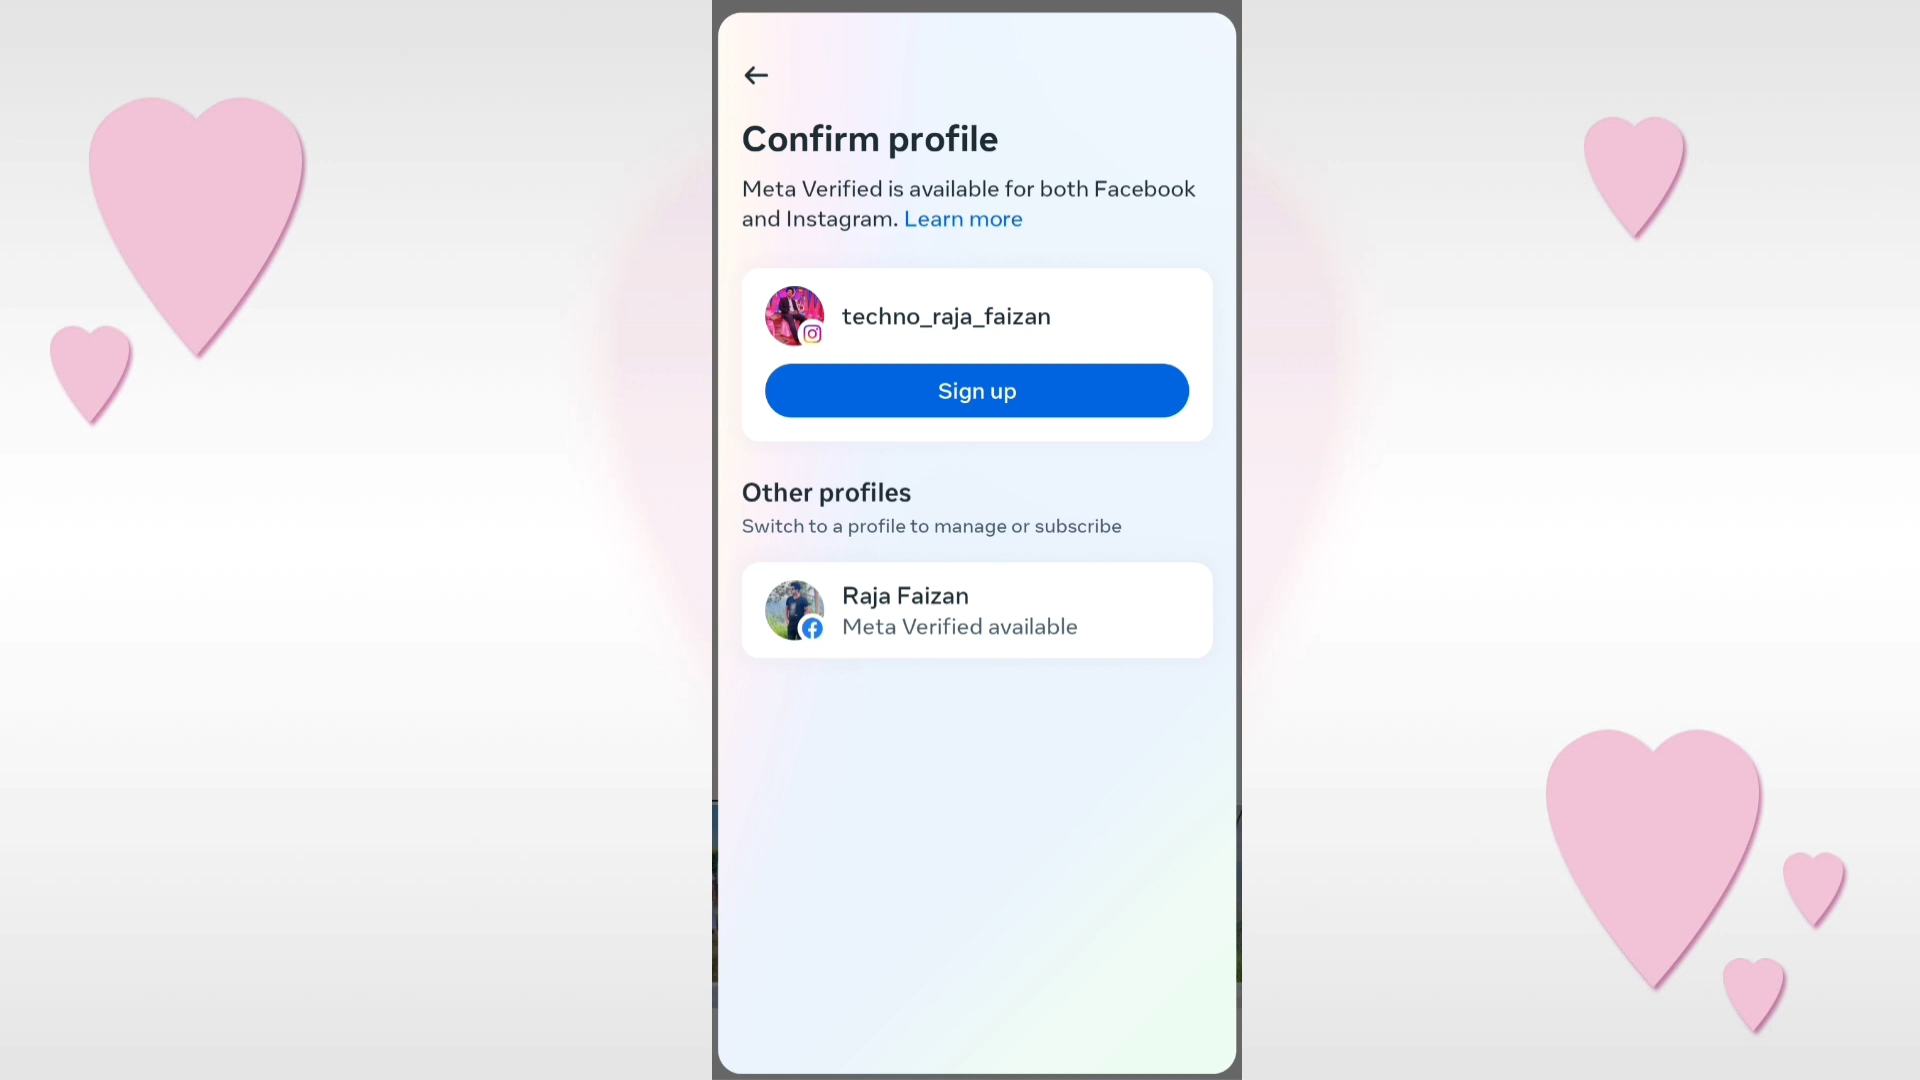 Confirm profile
Meta Verified is available for both Facebook
and Instagram. Learn more
techno_raja_faizan
Sign up
Other profiles
Switch to a profile to manage or subscribe
Raja Faizan
Meta Verified available